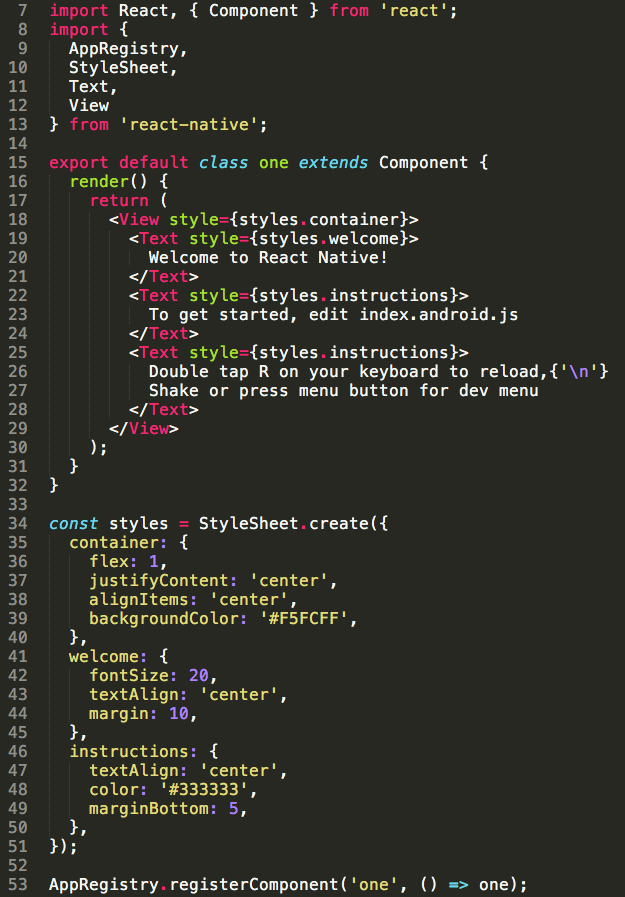 7 import React, { Component } from 'react';
8 import {
9   AppRegistry,
10   StyleSheet,
11   Text,
12   View
13 } from 'react-native';
14
15 export default class one extends Component {
16   render() {
17     return (
18       <View style={styles.container}>
19         <Text style={styles.welcome}>
20           Welcome to React Native!
21         </Text>
22         <Text style={styles.instructions}>
23           To get started, edit index.android.js
24         </Text>
25         <Text style={styles.instructions}>
26           Double tap R on your keyboard to reload,{'\n'}
27           Shake or press menu button for dev menu
28         </Text>
29       </View>
30     );
31   }
32 }
33
34 const styles = StyleSheet.create({
35   container: {
36     flex: 1,
37     justifyContent: 'center',
38     alignItems: 'center',
39     backgroundColor: '#F5FCFF',
40   },
41   welcome: {
42     fontSize: 20,
43     textAlign: 'center',
44     margin: 10,
45   },
46   instructions: {
47     textAlign: 'center',
48     color: '#333333',
49     marginBottom: 5,
50   },
51 });
52
53 AppRegistry.registerComponent('one', () => one);